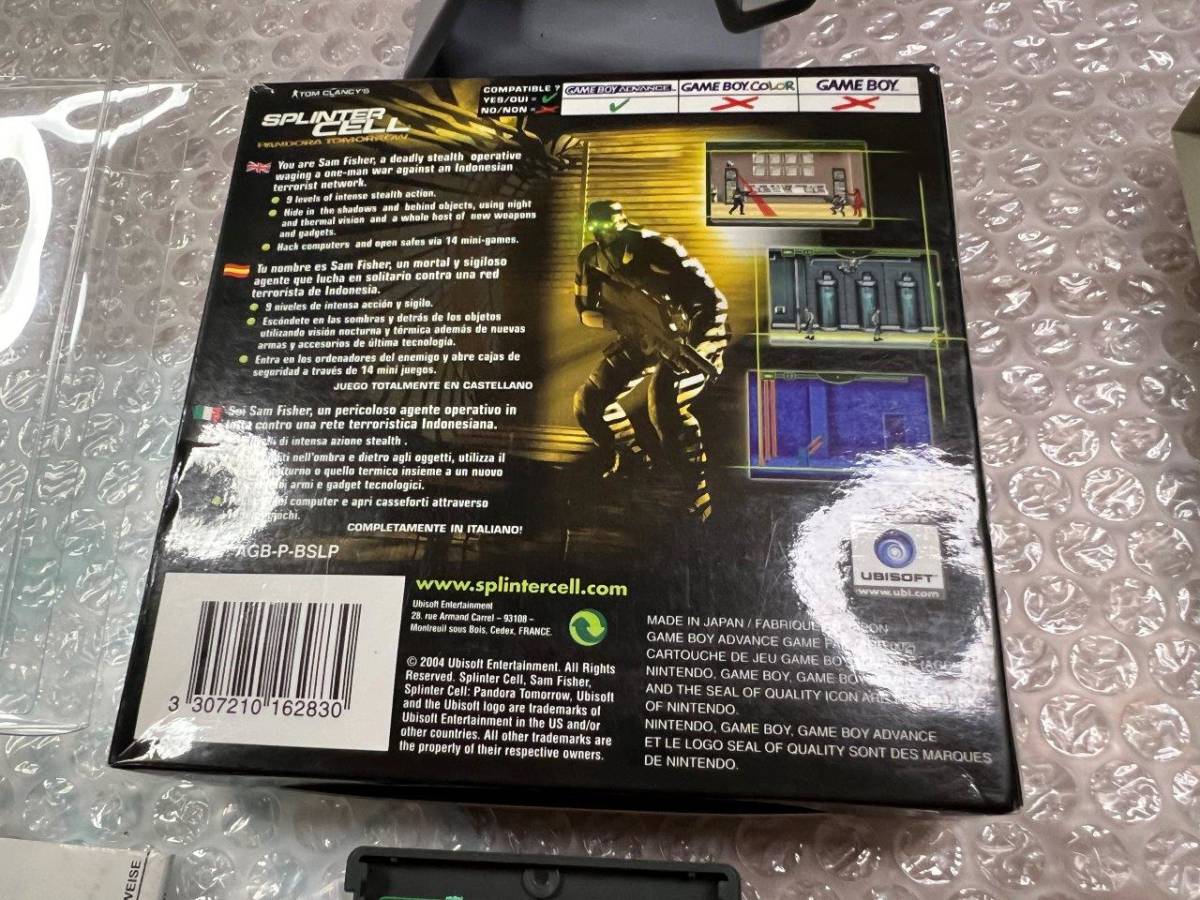 TOM CLANCY'S
SPLINTER
CELL
PANDORA TOMORROW
COMPATIBLE ?
YES/OUI =
NO/NON =
GAME BOY ADVANCE
GAME BOY COLOR
GAME BOY
You are Sam Fisher, a deadly stealth operative
waging a one-man war against an Indonesian
terrorist network.
9 levels of intense stealth action.
Hide in the shadows and behind objects, using night
and thermal vision and a whole host of new weapons
and gadgets.
Hack computers and open safes via 14 mini-games.
Tu nombre es Sam Fisher, un mortal y sigiloso
agente que lucha en solitario contra una red
terrorista de Indonesia.
9 niveles de intensa acción y sigilo.
Escóndete en las sombras y detrás de los objetos
utilizando visión nocturna y térmica además de nuevas
armas y accesorios de última tecnología.
Entra en los ordenadores del enemigo y abre cajas de
seguridad a través de 14 mini juegos.
JUEGO TOTALMENTE EN CASTELLANO
Sei Sam Fisher, un pericoloso agente operativo in
contro una rete terroristica Indonesiana.
di intensa azione stealth .
nell'ombra e dietro agli oggetti, utilizza il
o quello termico insieme a un nuovo
armi e gadget tecnologici.
computer e apri casseforti attraverso
COMPLETAMENTE IN ITALIANO!
AGB-P-BSLP
3 307210 162830
www.splintercell.com
Ubisoft Entertainment
28, rue Armand Carrel – 93108 –
Montreuil sous Bois, Cedex, FRANCE.
© 2004 Ubisoft Entertainment. All Rights
Reserved. Splinter Cell, Sam Fisher,
Splinter Cell: Pandora Tomorrow, Ubisoft
and the Ubisoft logo are trademarks of
Ubisoft Entertainment in the US and/or
other countries. All other trademarks are
the property of their respective owners.
UBISOFT
www.ubi.com
MADE IN JAPAN / FABRIQUÉ
GAME BOY ADVANCE GAME
CARTOUCHE DE JEU GAME BOY
NINTENDO, GAME BOY, GAME BOY
AND THE SEAL OF QUALITY ICON ARE
OF NINTENDO.
NINTENDO, GAME BOY, GAME BOY ADVANCE
ET LE LOGO SEAL OF QUALITY SONT DES MARQUES
DE NINTENDO.